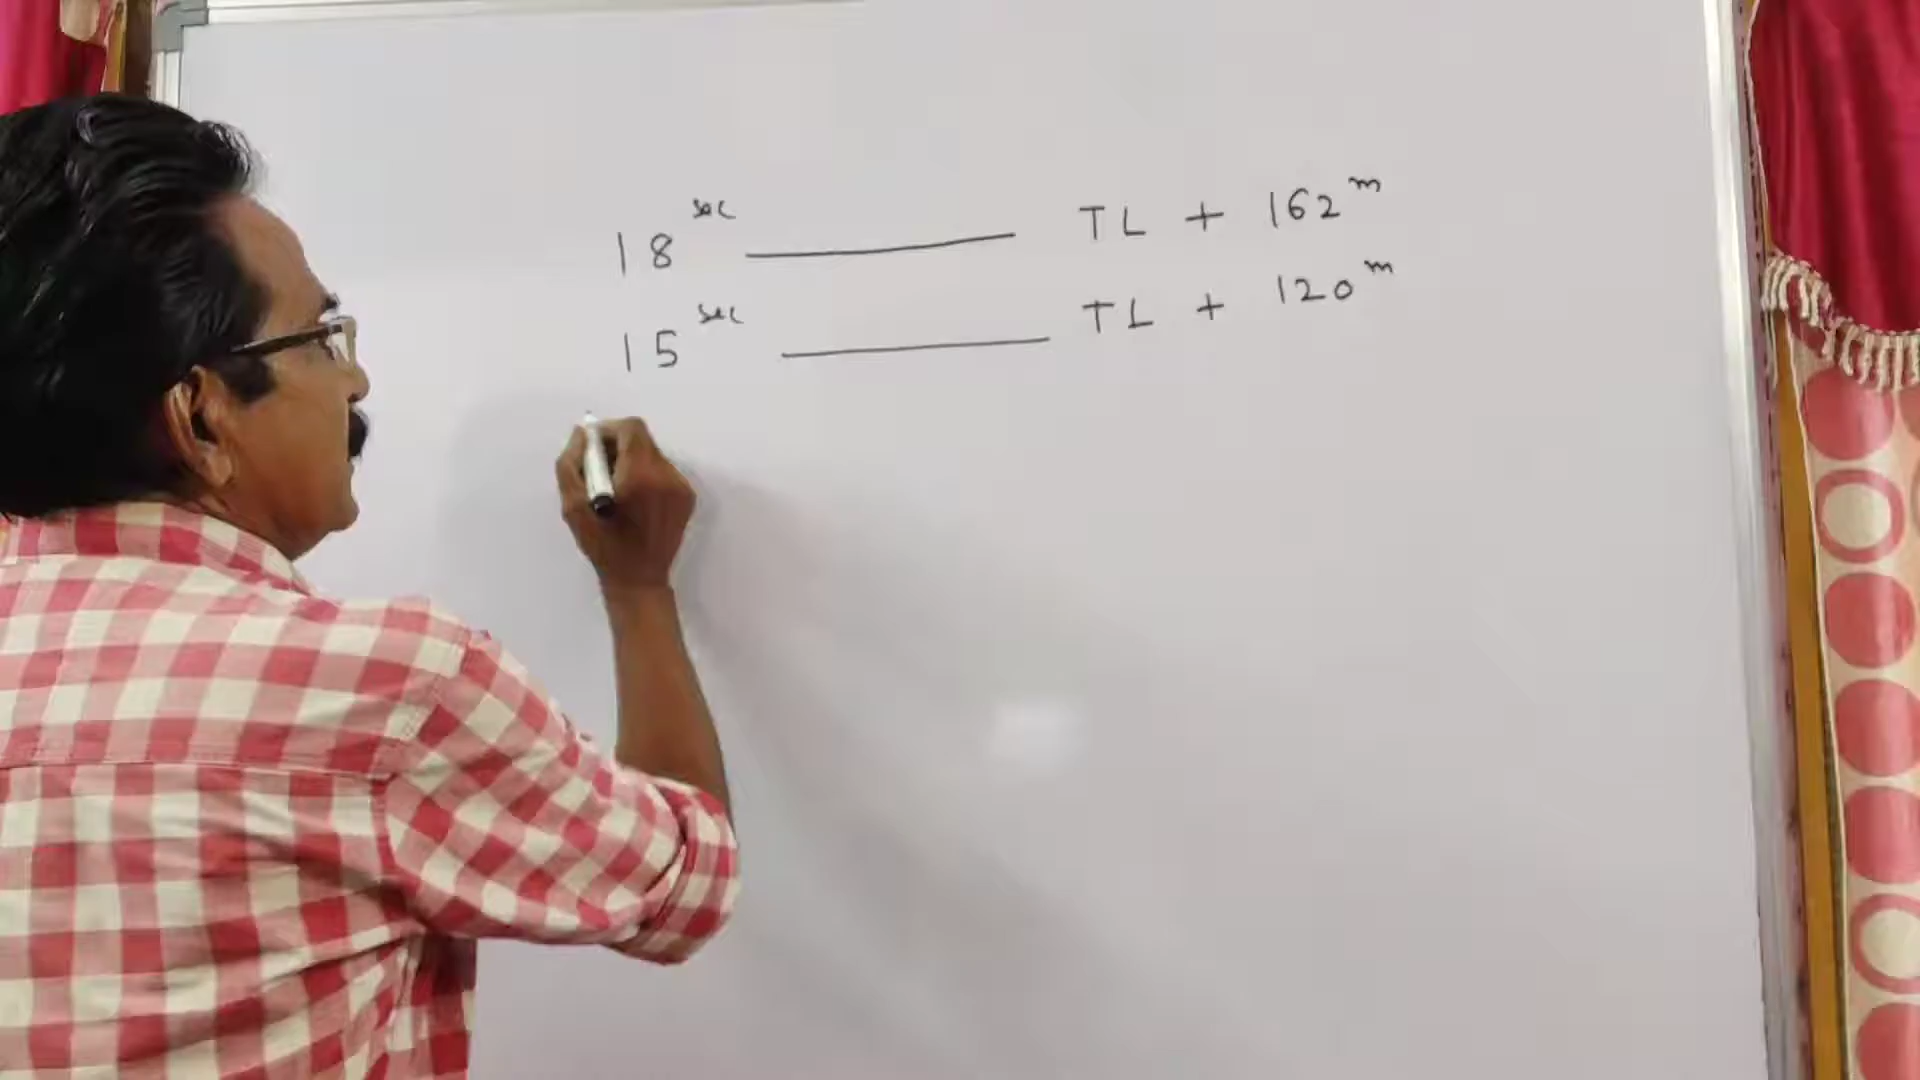 18 sec —— TL + 162 m
15 sec —— TL + 120 m